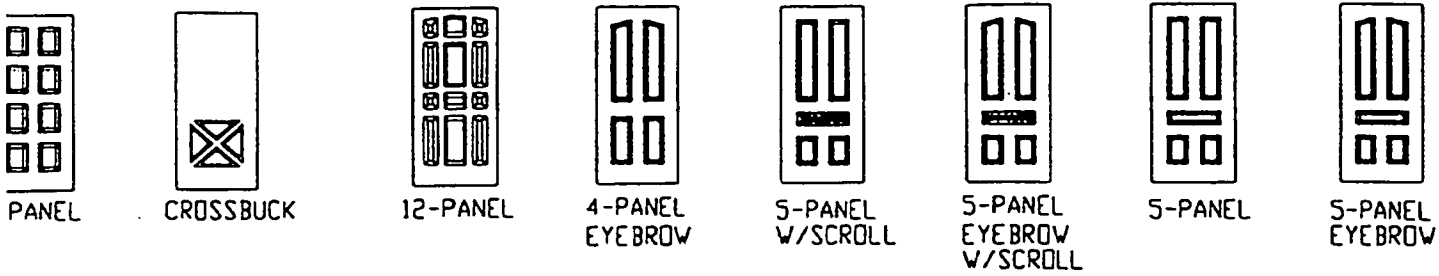 PANEL
CROSSBUCK
12-PANEL
4-PANEL
EYEBROW
5-PANEL
W/SCROLL
5-PANEL
EYEBROW
W/SCROLL
5-PANEL
5-PANEL
EYEBROW